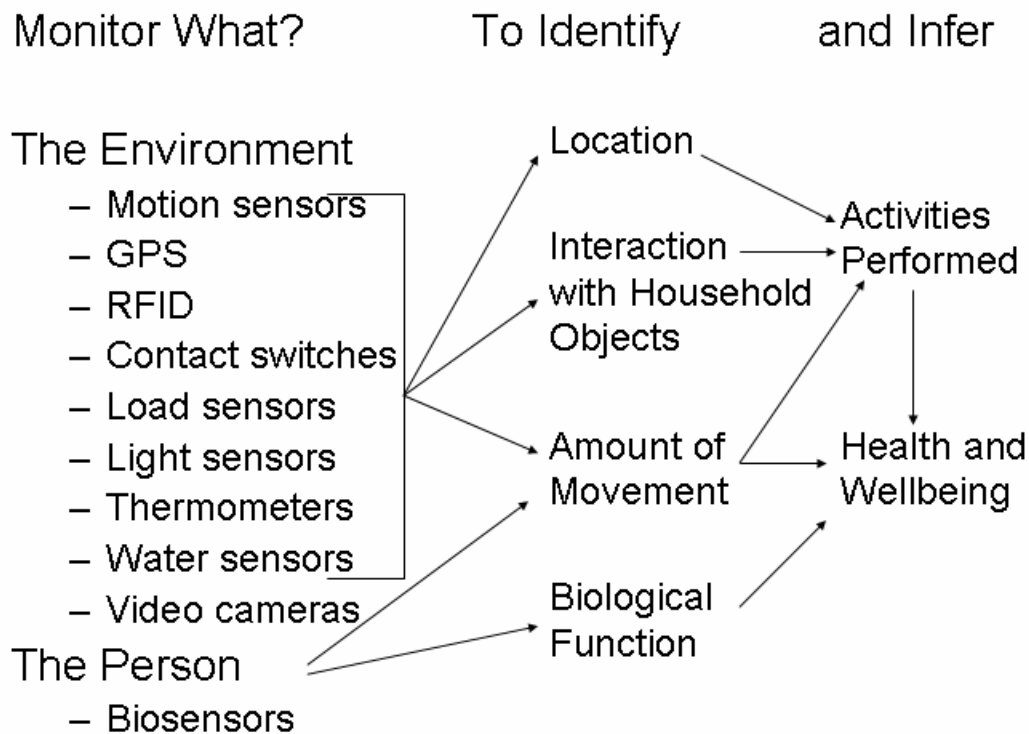 Monitor What? To Identify and Infer
The Environment
– Motion sensors
– GPS
– RFID
– Contact switches
– Load sensors
– Light sensors
– Thermometers
– Water sensors
– Video cameras
The Person
– Biosensors
Location
Interaction
with Household
Objects
Amount of
Movement
Biological
Function
Activities
Performed
Health and
Wellbeing